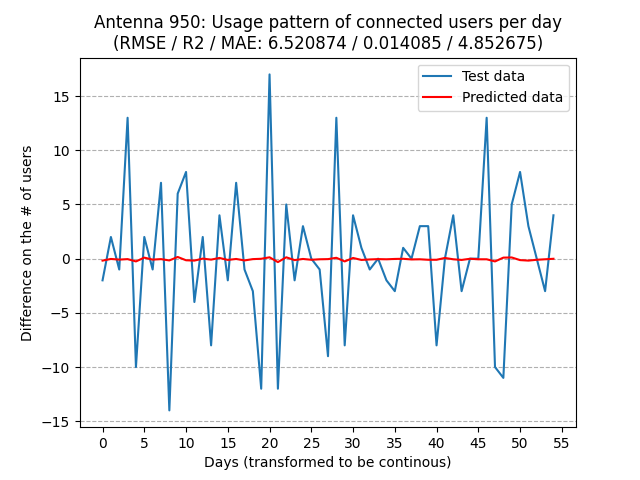 Antenna 950: Usage pattern of connected users per day
(RMSE / R2 / MAE: 6.520874 / 0.014085 / 4.852675)
Test data
Predicted data
Difference on the # of users
15
10
5
0
−5
−10
−15
0 5 10 15 20 25 30 35 40 45 50 55
Days (transformed to be continous)